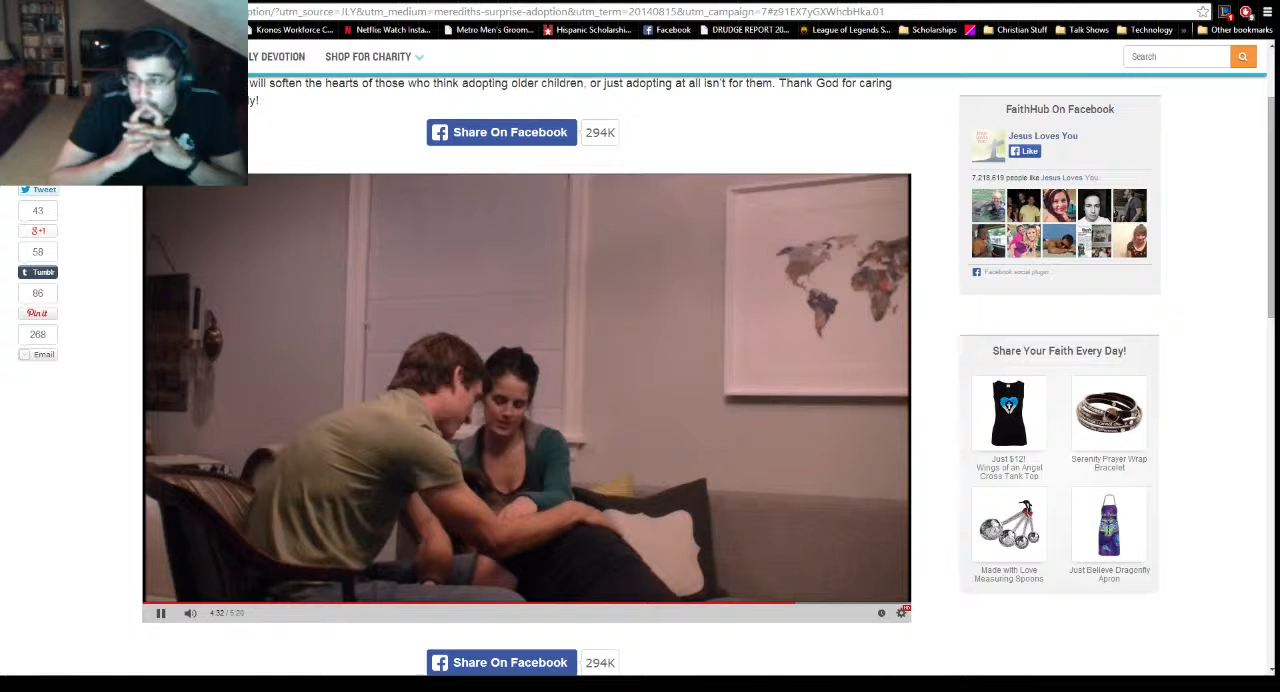 ption/?utm_source=JLY&utm_medium=merediths-surprise-adoption&utm_term=20140815&utm_campaign=7#z91EX7yGXWhcbHka.01
Kronos Workforce C... Netflic Watch Insta... Metro Men's Groom... Hispanic Scholarshi... Facebook DRUDGE REPORT 20... League of Legends S... Scholarships Christian Stuff Talk Shows Technology » Other bookmarks
LY DEVOTION SHOP FOR CHARITY Search
will soften the hearts of those who think adopting older children, or just adopting at all isn't for them. Thank God for caring
ly!
Share On Facebook 294K
Tweet
43
g+1
58
t Tumblr
86
Pin it
268
Email
4:32 / 5:20
HD
Share On Facebook 294K
FaithHub On Facebook
Jesus Loves You
Like
7,218,619 people like Jesus Loves You.
Facebook social plugin
Share Your Faith Every Day!
Just $12!
Wings of an Angel
Cross Tank Top
Serenity Prayer Wrap
Bracelet
Made with Love
Measuring Spoons
Just Believe Dragonfly
Apron